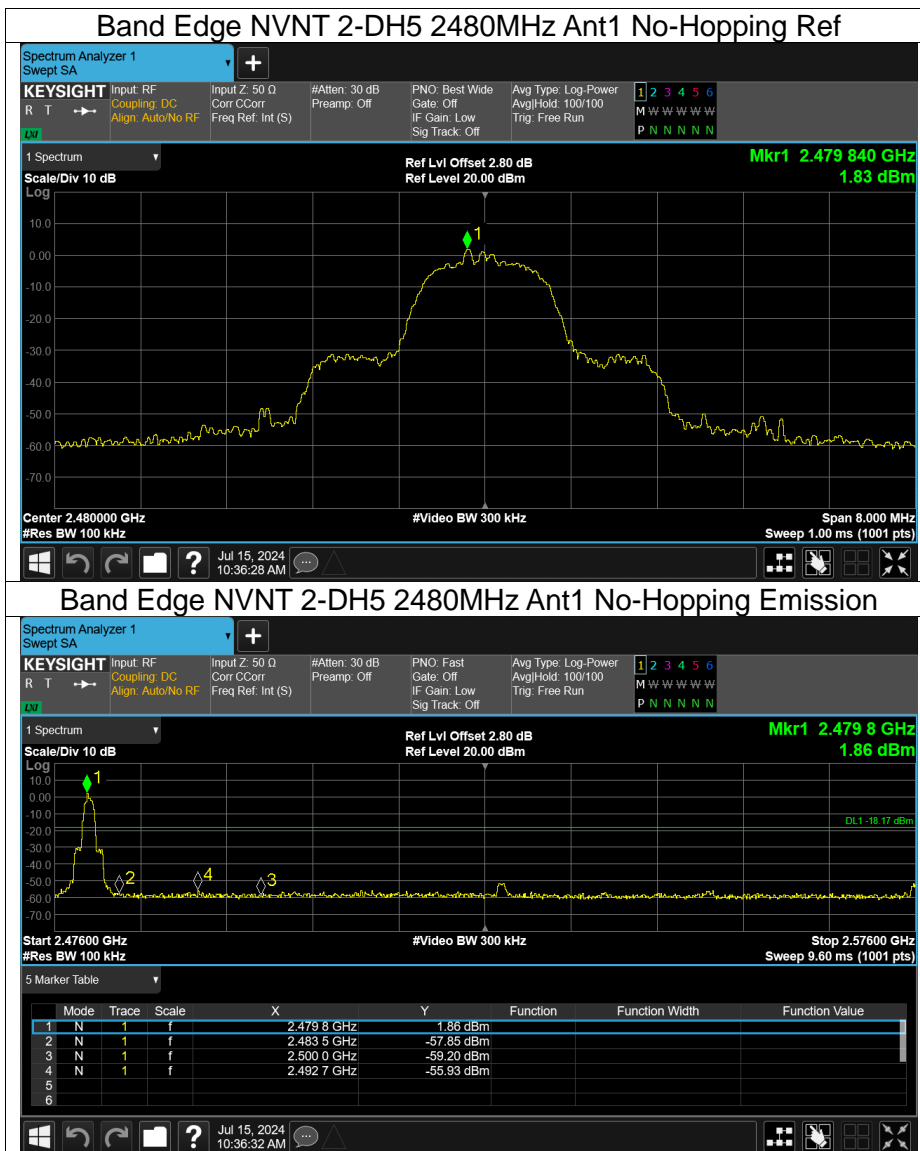 Band Edge NVNT 2-DH5 2480MHz Ant1 No-Hopping Ref
Spectrum Analyzer 1
Swept SA
+
KEYSIGHT Input: RF Input Z: 50 Ω #Atten: 30 dB PNO: Best Wide Avg Type: Log-Power 1 2 3 4 5 6
R T Coupling: DC Corr CCorr Preamp: Off Gate: Off Avg|Hold: 100/100 M W W W W W
Align: Auto/No RF Freq Ref: Int (S) IF Gain: Low Trig: Free Run
LXI Sig Track: Off P N N N N N
1 Spectrum Ref Lvl Offset 2.80 dB Mkr1 2.479 840 GHz
Scale/Div 10 dB Ref Level 20.00 dBm 1.83 dBm
Log
10.0
1
0.00
-10.0
-20.0
-30.0
-40.0
-50.0
-60.0
-70.0
Center 2.480000 GHz #Video BW 300 kHz Span 8.000 MHz
#Res BW 100 kHz Sweep 1.00 ms (1001 pts)
? Jul 15, 2024
10:36:28 AM
Band Edge NVNT 2-DH5 2480MHz Ant1 No-Hopping Emission
Spectrum Analyzer 1
Swept SA
+
KEYSIGHT Input: RF Input Z: 50 Ω #Atten: 30 dB PNO: Fast Avg Type: Log-Power 1 2 3 4 5 6
R T Coupling: DC Corr CCorr Preamp: Off Gate: Off Avg|Hold: 100/100 M W W W W W
Align: Auto/No RF Freq Ref: Int (S) IF Gain: Low Trig: Free Run
LXI Sig Track: Off P N N N N N
1 Spectrum Ref Lvl Offset 2.80 dB Mkr1 2.479 8 GHz
Scale/Div 10 dB Ref Level 20.00 dBm 1.86 dBm
Log
10.0 1
0.00
-10.0
DL1 -18.17 dBm
-20.0
-30.0
-40.0
-50.0 2 4 3
-60.0
-70.0
Start 2.47600 GHz #Video BW 300 kHz Stop 2.57600 GHz
#Res BW 100 kHz Sweep 9.60 ms (1001 pts)
5 Marker Table
Mode Trace Scale X Y Function Function Width Function Value
1 N 1 f 2.479 8 GHz 1.86 dBm
2 N 1 f 2.483 5 GHz -57.85 dBm
3 N 1 f 2.500 0 GHz -59.20 dBm
4 N 1 f 2.492 7 GHz -55.93 dBm
5
6
? Jul 15, 2024
10:36:32 AM